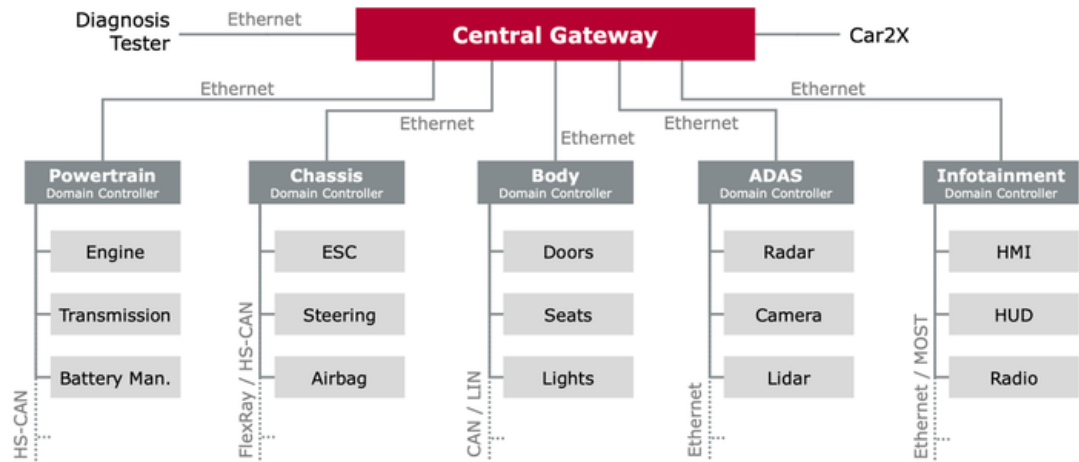 Diagnosis
Tester
Ethernet
Central Gateway
Car2X
Ethernet
Ethernet
Ethernet
Ethernet
Ethernet
Powertrain
Domain Controller
Engine
Transmission
Battery Man.
...
HS-CAN
Chassis
Domain Controller
ESC
Steering
Airbag
...
FlexRay / HS-CAN
Body
Domain Controller
Doors
Seats
Lights
...
CAN / LIN
ADAS
Domain Controller
Radar
Camera
Lidar
...
Ethernet
Infotainment
Domain Controller
HMI
HUD
Radio
...
Ethernet / MOST